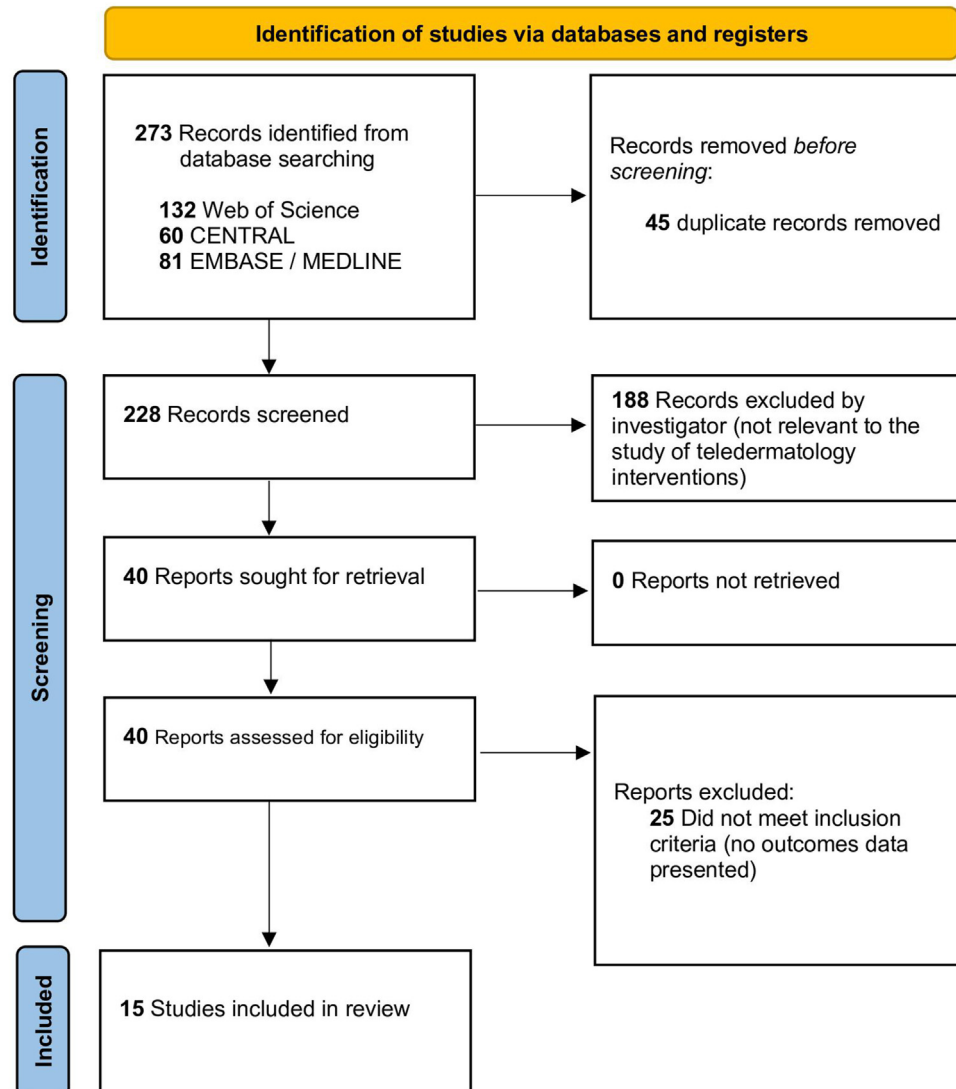 Identification of studies via databases and registers
Identification
273 Records identified from
database searching
132 Web of Science
60 CENTRAL
81 EMBASE / MEDLINE
Records removed before
screening:
45 duplicate records removed
Screening
228 Records screened
188 Records excluded by
investigator (not relevant to the
study of teledermatology
interventions)
40 Reports sought for retrieval
0 Reports not retrieved
40 Reports assessed for eligibility
Reports excluded:
25 Did not meet inclusion
criteria (no outcomes data
presented)
Included
15 Studies included in review